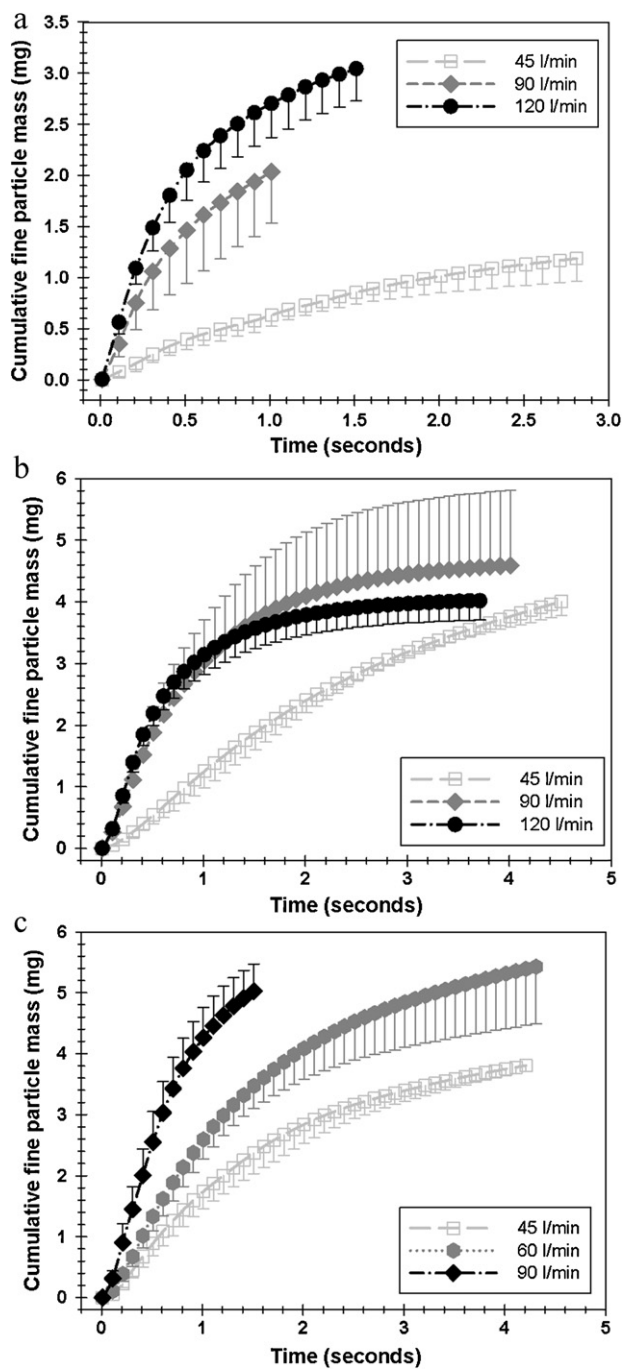 a
3.5
3.0
2.5
2.0
1.5
1.0
0.5
0.0
Cumulative fine particle mass (mg)
45 l/min
90 l/min
120 l/min
0.0 0.5 1.0 1.5 2.0 2.5 3.0
Time (seconds)
b
6
5
4
3
2
1
0
Cumulative fine particle mass (mg)
45 l/min
90 l/min
120 l/min
0 1 2 3 4 5
Time (seconds)
c
6
5
4
3
2
1
0
Cumulative fine particle mass (mg)
45 l/min
60 l/min
90 l/min
0 1 2 3 4 5
Time (seconds)